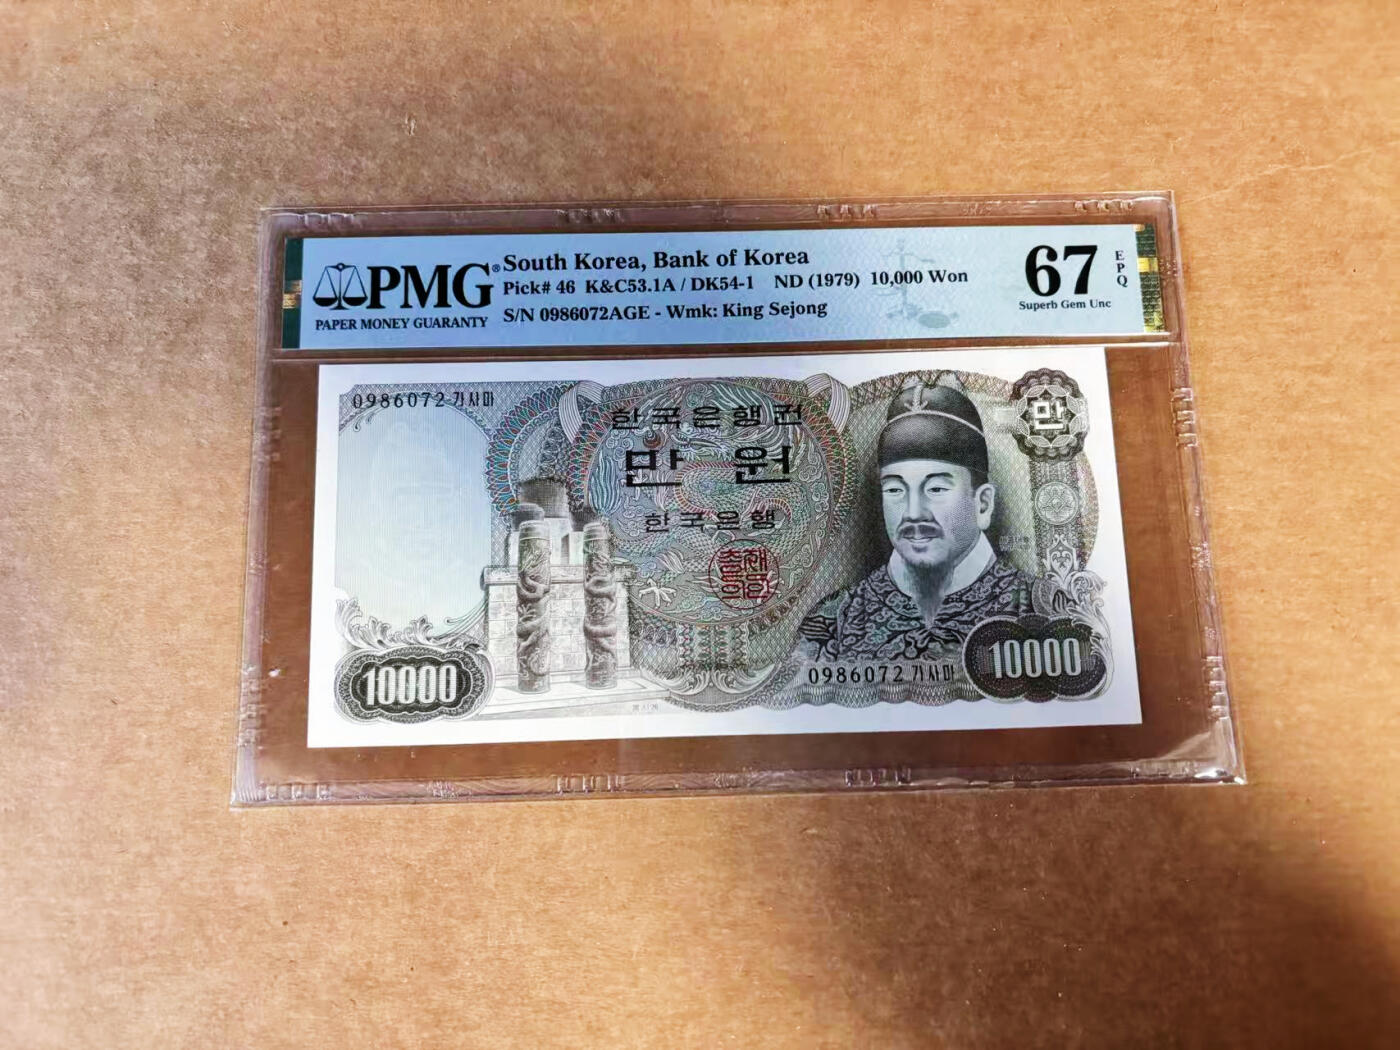 PMG®
PAPER MONEY GUARANTY
South Korea, Bank of Korea
Pick# 46 K&C53.1A / DK54-1 ND (1979) 10,000 Won
S/N 0986072AGE - Wmk: King Sejong
67
EPQ
Superb Gem Unc
0986072 가사마
한국은행권
만원
한국은행
만
10000
0986072 가사마
10000